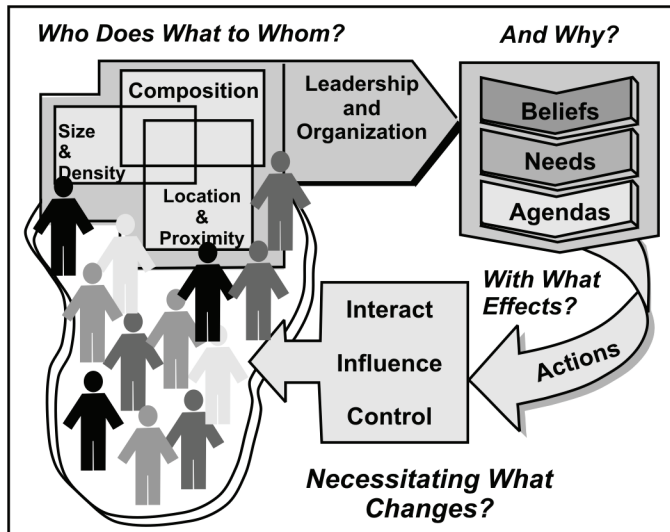 Who Does What to Whom?
And Why?
Composition
Size
&
Density
Location
&
Proximity
Leadership
and
Organization
Beliefs
Needs
Agendas
With What
Effects?
Actions
Interact
Influence
Control
Necessitating What
Changes?